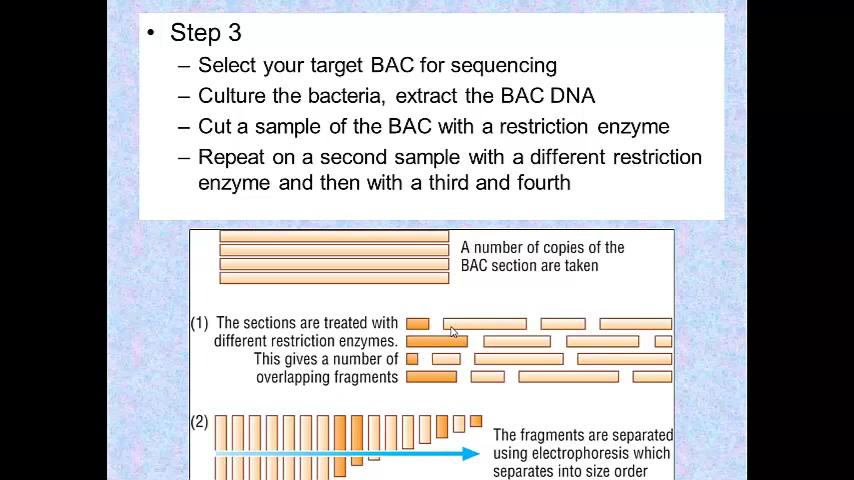 • Step 3
– Select your target BAC for sequencing
– Culture the bacteria, extract the BAC DNA
– Cut a sample of the BAC with a restriction enzyme
– Repeat on a second sample with a different restriction
enzyme and then with a third and fourth
A number of copies of the
BAC section are taken
(1) The sections are treated with
different restriction enzymes.
This gives a number of
overlapping fragments
(2)
The fragments are separated
using electrophoresis which
separates into size order